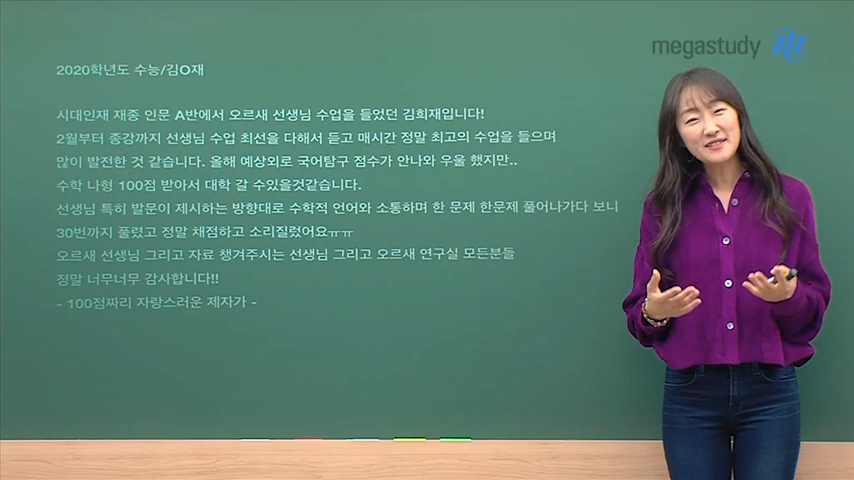 megastudy m
2020학년도 수능/김O재
시대인재 재종 인문 A반에서 오르새 선생님 수업을 들었던 김희재입니다!
2월부터 종강까지 선생님 수업 최선을 다해서 듣고 매시간 정말 최고의 수업을 들으며
많이 발전한 것 같습니다. 올해 예상외로 국어탐구 점수가 안나와 우울 했지만..
수학 나형 100점 받아서 대학 갈 수있을것같습니다.
선생님 특히 발문이 제시하는 방향대로 수학적 언어와 소통하며 한 문제 한문제 풀어나가다 보니
30번까지 풀렸고 정말 채점하고 소리질렀어요ㅠㅠ
오르새 선생님 그리고 자료 챙겨주시는 선생님 그리고 오르새 연구실 모든분들
정말 너무너무 감사합니다!!
- 100점짜리 자랑스러운 제자가 -